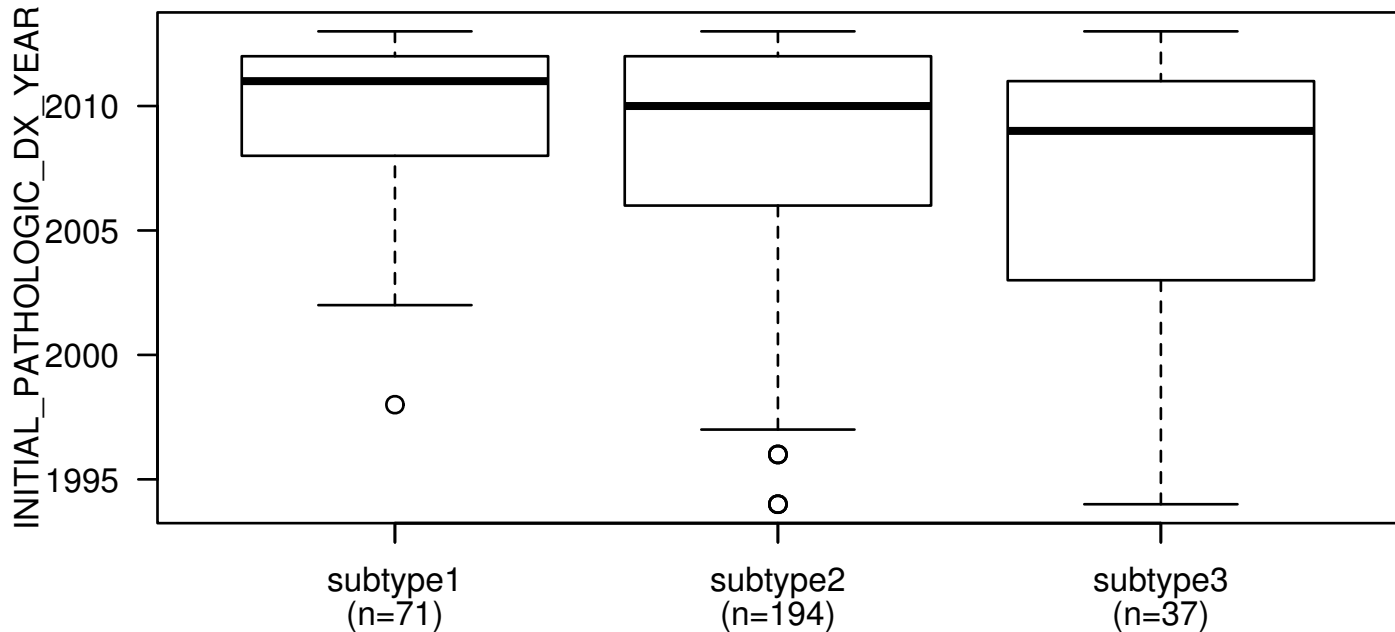 INITIAL_PATHOLOGIC_DX_YEAR
2010
2005
2000
1995
subtype1
(n=71)
subtype2
(n=194)
subtype3
(n=37)